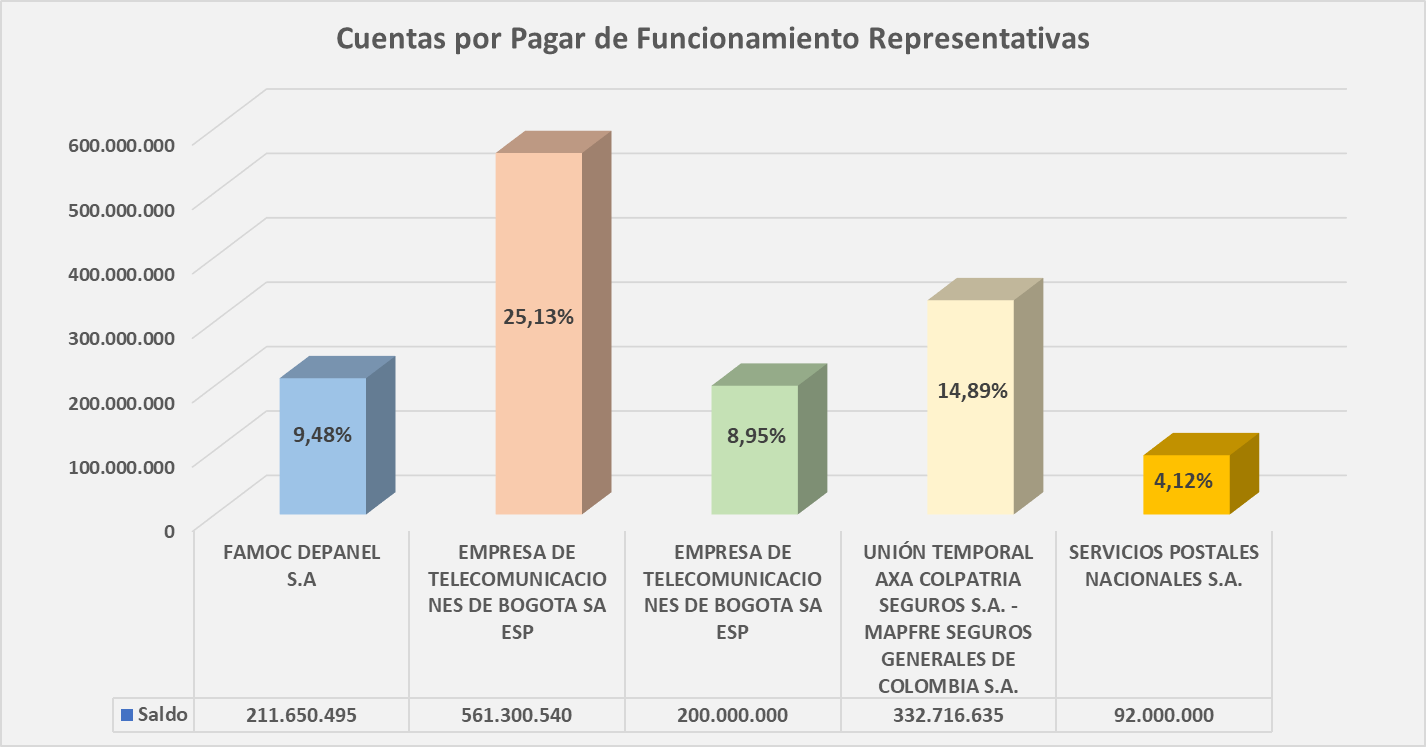 Cuentas por Pagar de Funcionamiento Representativas
600.000.000
500.000.000
400.000.000
300.000.000
200.000.000
100.000.000
0
9,48%
25,13%
8,95%
14,89%
4,12%
FAMOC DEPANEL
S.A
EMPRESA DE
TELECOMUNICACIO
NES DE BOGOTA SA
ESP
EMPRESA DE
TELECOMUNICACIO
NES DE BOGOTA SA
ESP
UNIÓN TEMPORAL
AXA COLPATRIA
SEGUROS S.A. -
MAPFRE SEGUROS
GENERALES DE
COLOMBIA S.A.
SERVICIOS POSTALES
NACIONALES S.A.
Saldo 211.650.495 561.300.540 200.000.000 332.716.635 92.000.000